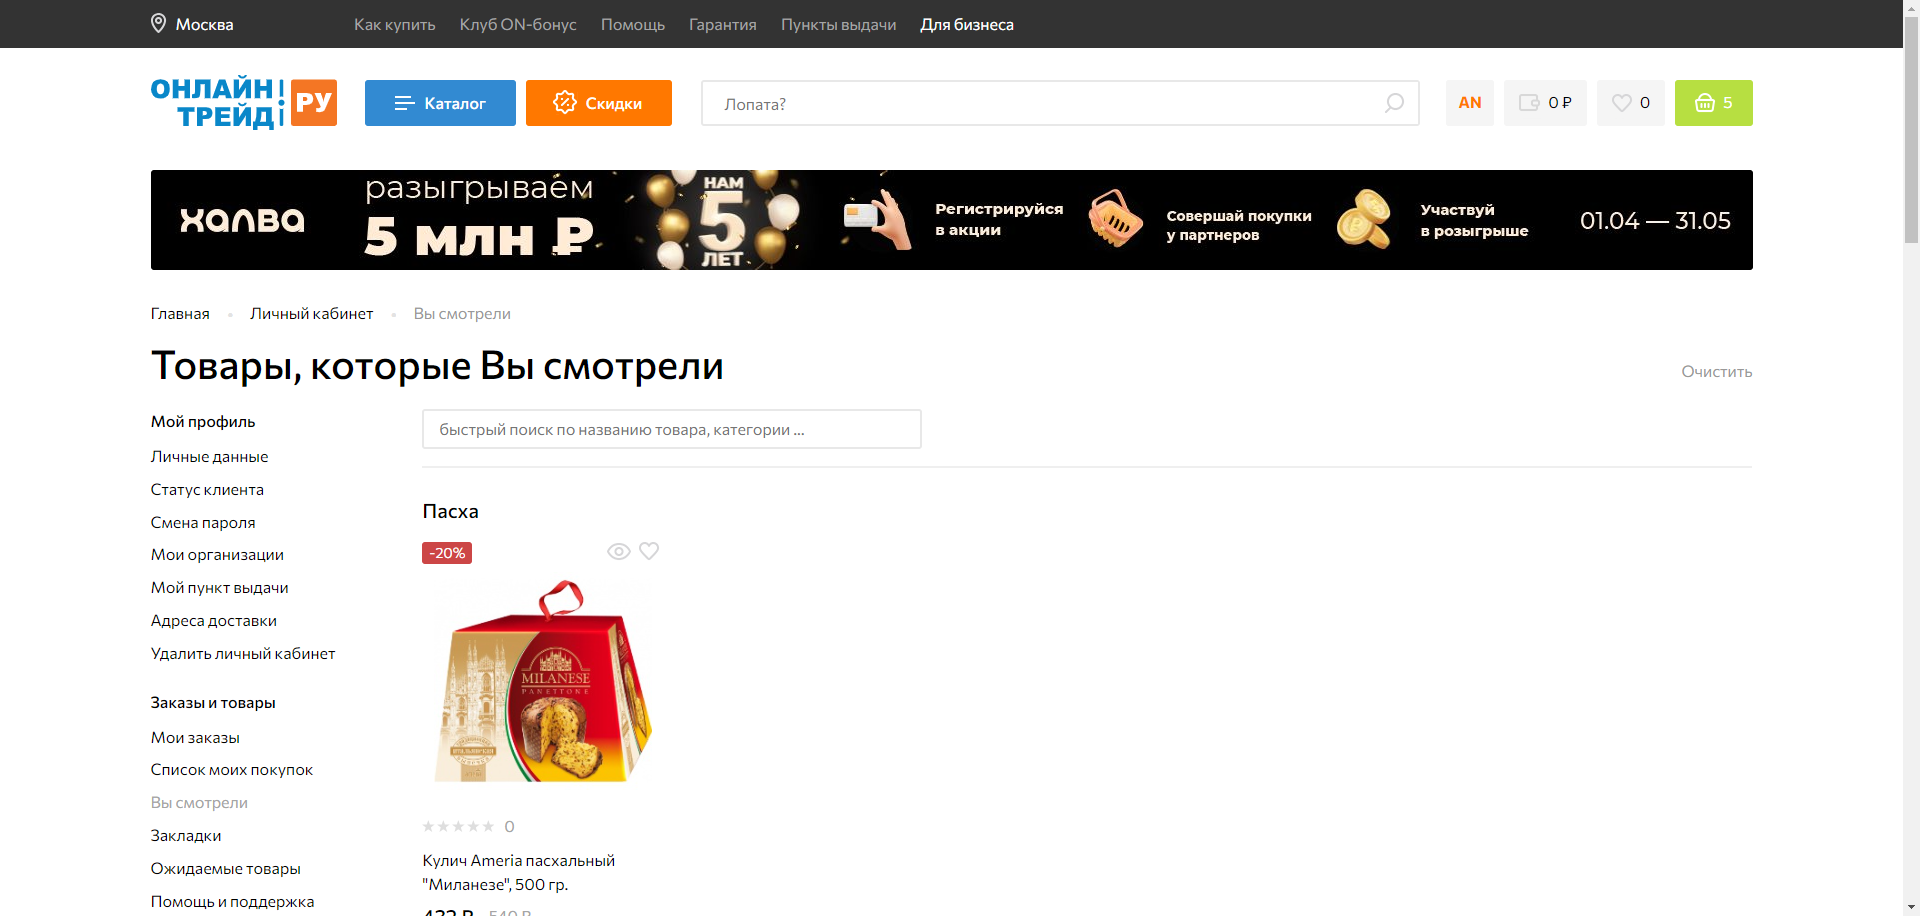 Москва
Как купить
Клуб ON-бонус
Помощь
Гарантия
Пункты выдачи
Для бизнеса
ОНЛАЙН
ТРЕЙД
РУ
Каталог
Скидки
Лопата?
AN
0 ₽
0
5
халва
разыгрываем
5 млн ₽
НАМ
5
ЛЕТ
Регистрируйся
в акции
Совершай покупки
у партнеров
Участвуй
в розыгрыше
01.04 — 31.05
Главная
Личный кабинет
Вы смотрели
Товары, которые Вы смотрели
Очистить
Мой профиль
Личные данные
Статус клиента
Смена пароля
Мои организации
Мой пункт выдачи
Адреса доставки
Удалить личный кабинет
Заказы и товары
Мои заказы
Список моих покупок
Вы смотрели
Закладки
Ожидаемые товары
Помощь и поддержка
быстрый поиск по названию товара, категории ...
Пасха
-20%
MILANESE
PANETTONE
0
Кулич Ameria пасхальный
"Миланезе", 500 гр.
432 ₽ 540 ₽